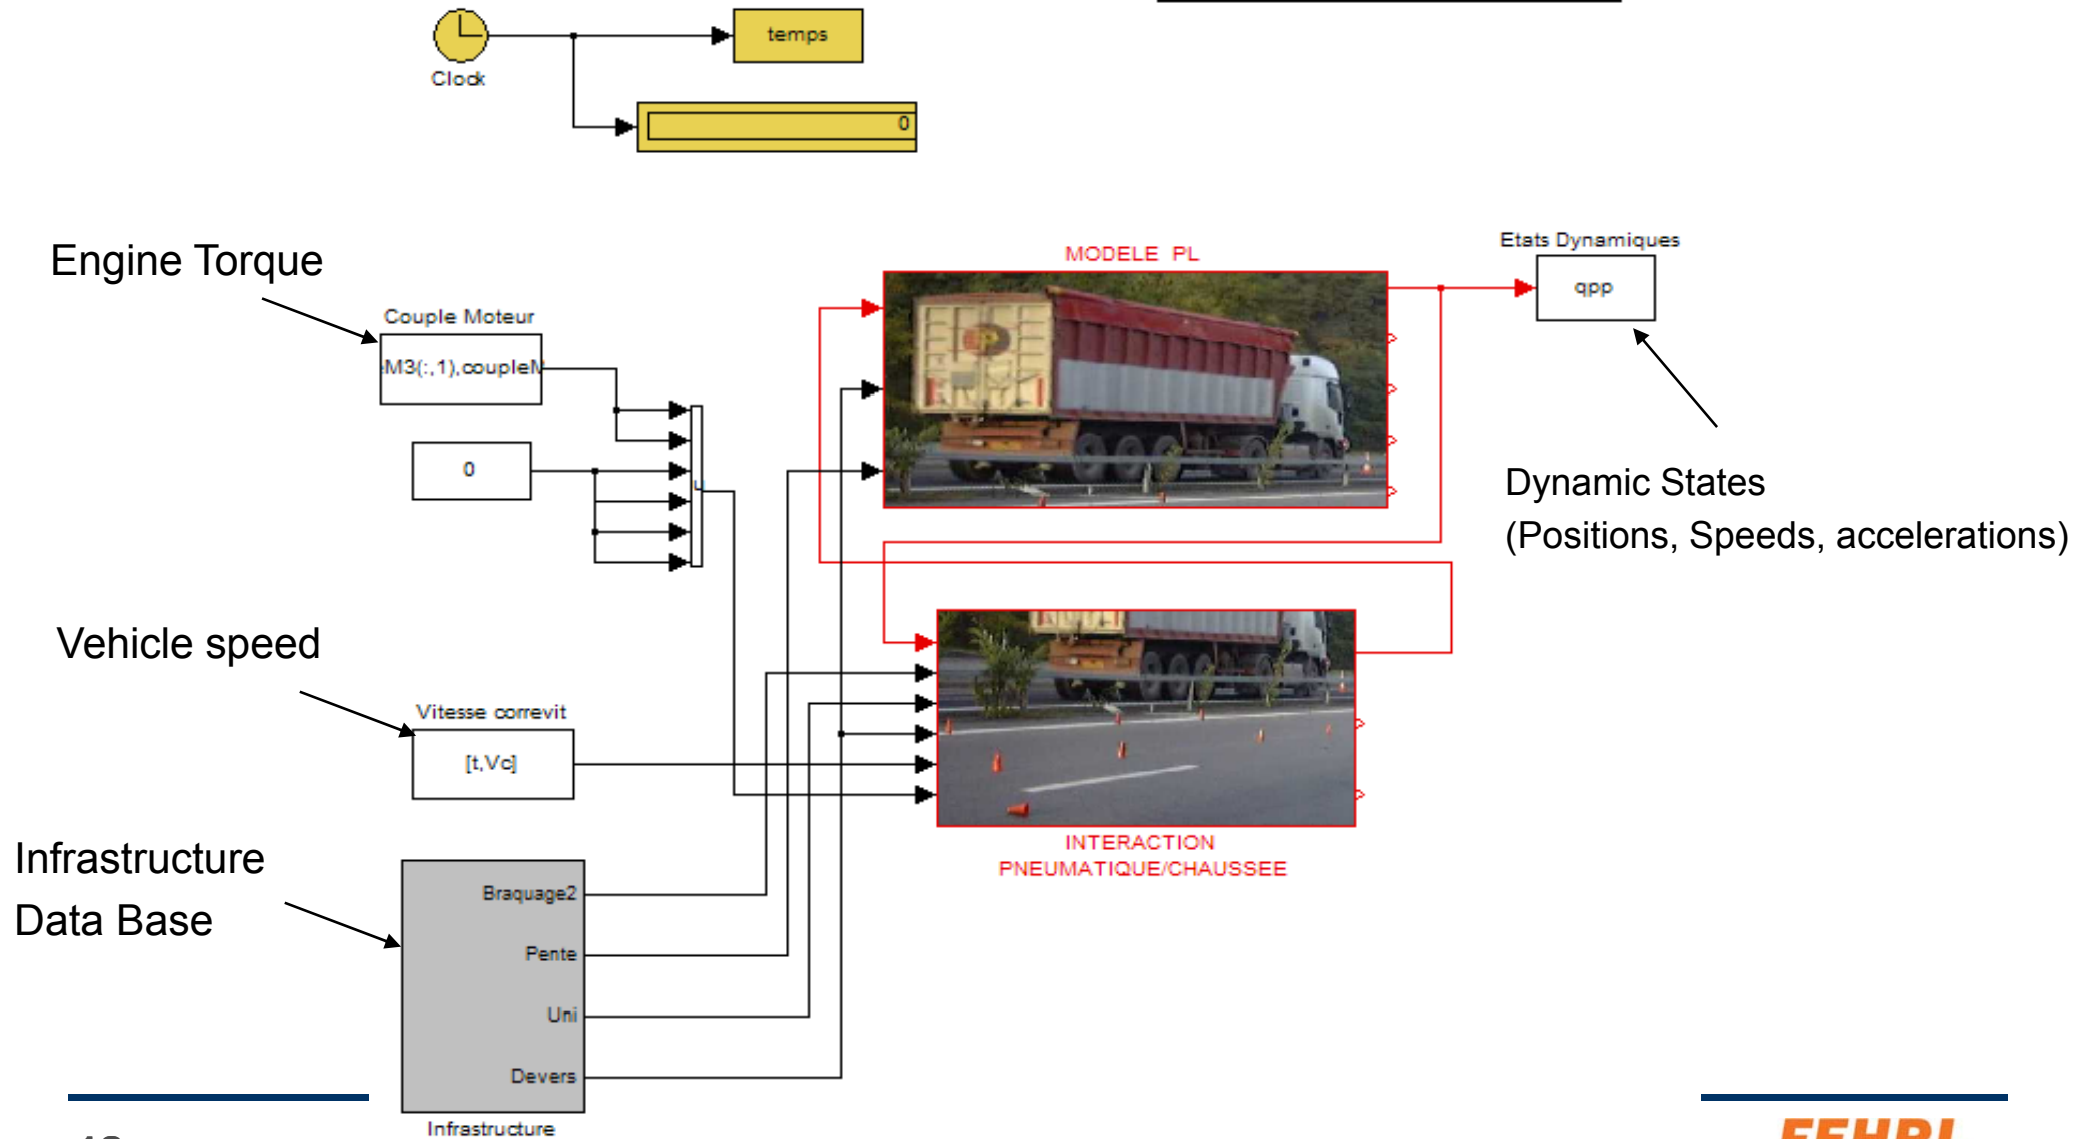 Clock
temps
0
Engine Torque
Couple Moteur
M3(:,1),coupleM
0
MODELE PL
Etats Dynamiques
qpp
Dynamic States
(Positions, Speeds, accelerations)
Vehicle speed
Vitesse correvit
[t,Vc]
INTERACTION
PNEUMATIQUE/CHAUSSEE
Infrastructure
Data Base
Braquage2
Pente
Uni
Devers
Infrastructure